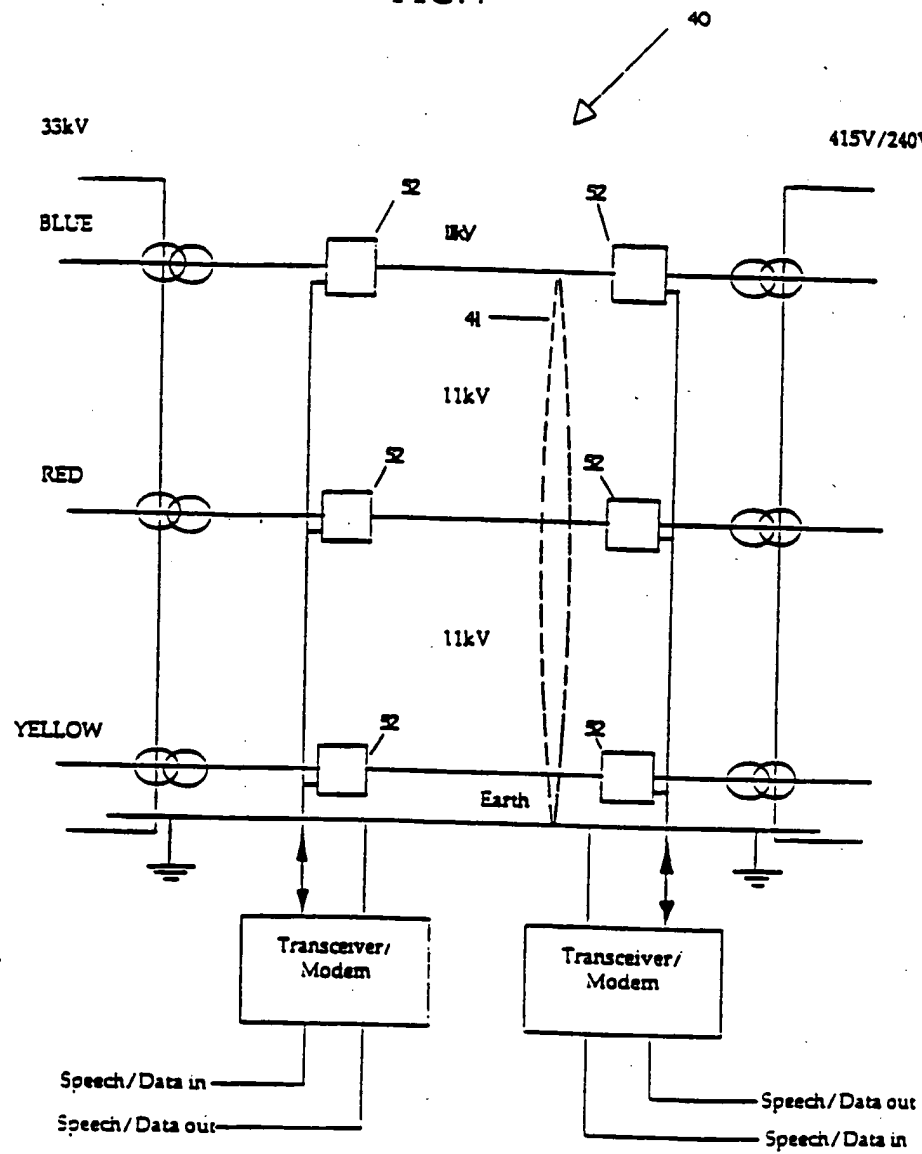 40
33kV
415V/240V
52
52
BLUE
11kV
41
11kV
RED
52
52
11kV
YELLOW
52
52
Earth
Transceiver/
Modem
Transceiver/
Modem
Speech/Data in
Speech/Data out
Speech/Data out
Speech/Data in